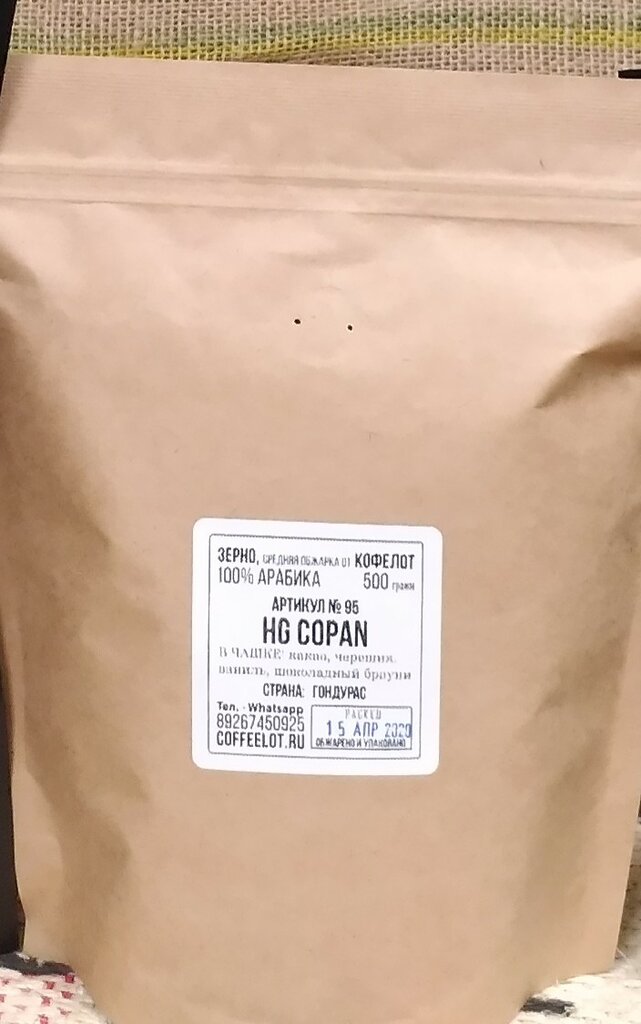 ЗЕРНО, СРЕДНЯЯ ОБЖАРКА ОТ КОФЕЛОТ
100% АРАБИКА 500 грамм
АРТИКУЛ № 95
HG COPAN
В ЧАШКЕ: какао, черешня,
ваниль, шоколадный брауни
СТРАНА: ГОНДУРАС
Тел. - Whatsapp
89267450925
COFFEELOT.RU
PACKED
15 АПР 2020
ОБЖАРЕНО И УПАКОВАНО